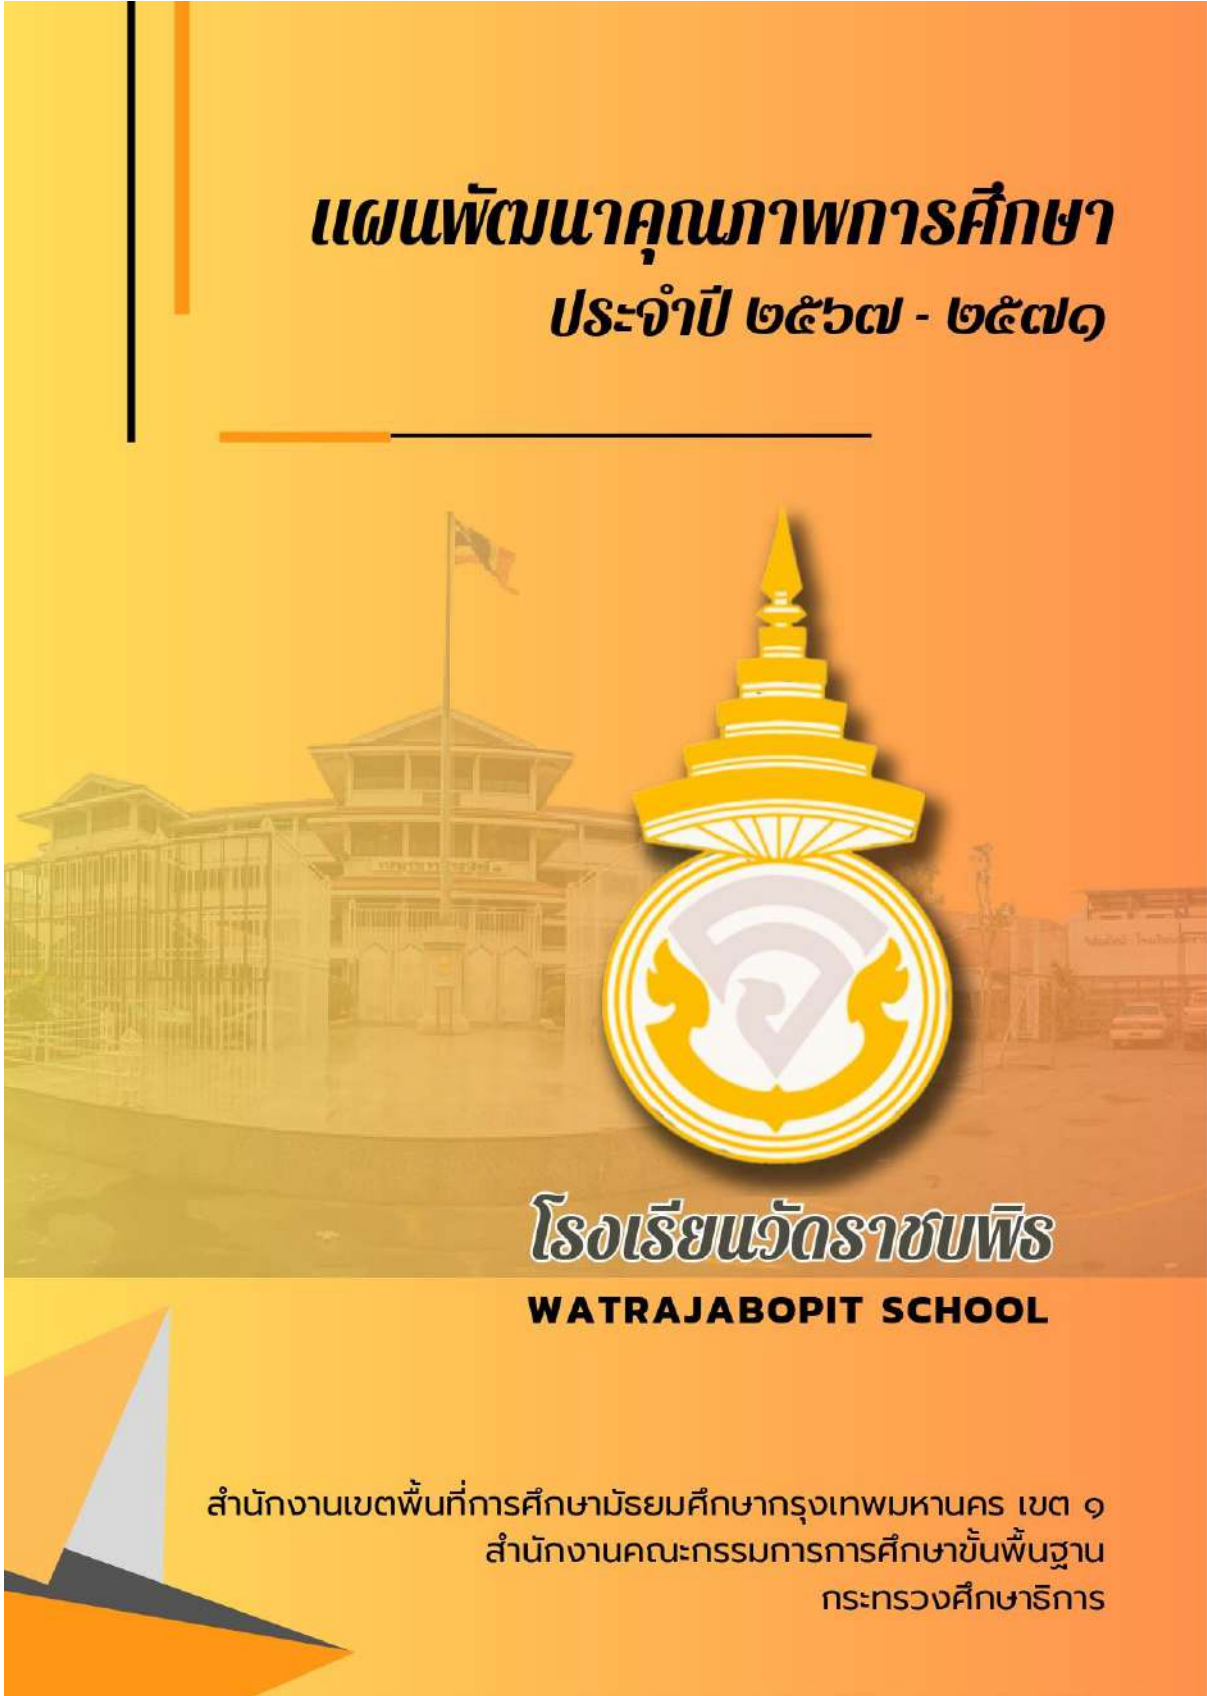 แผนพัฒนาคุณภาพการศึกษา
ประจำปี ๒๕๖๗ - ๒๕๗๑
โรงเรียนวัดราชบพิธ
WATRAJABOPIT SCHOOL
สำนักงานเขตพื้นที่การศึกษามัธยมศึกษากรุงเทพมหานคร เขต ๑
สำนักงานคณะกรรมการการศึกษาขั้นพื้นฐาน
กระทรวงศึกษาธิการ